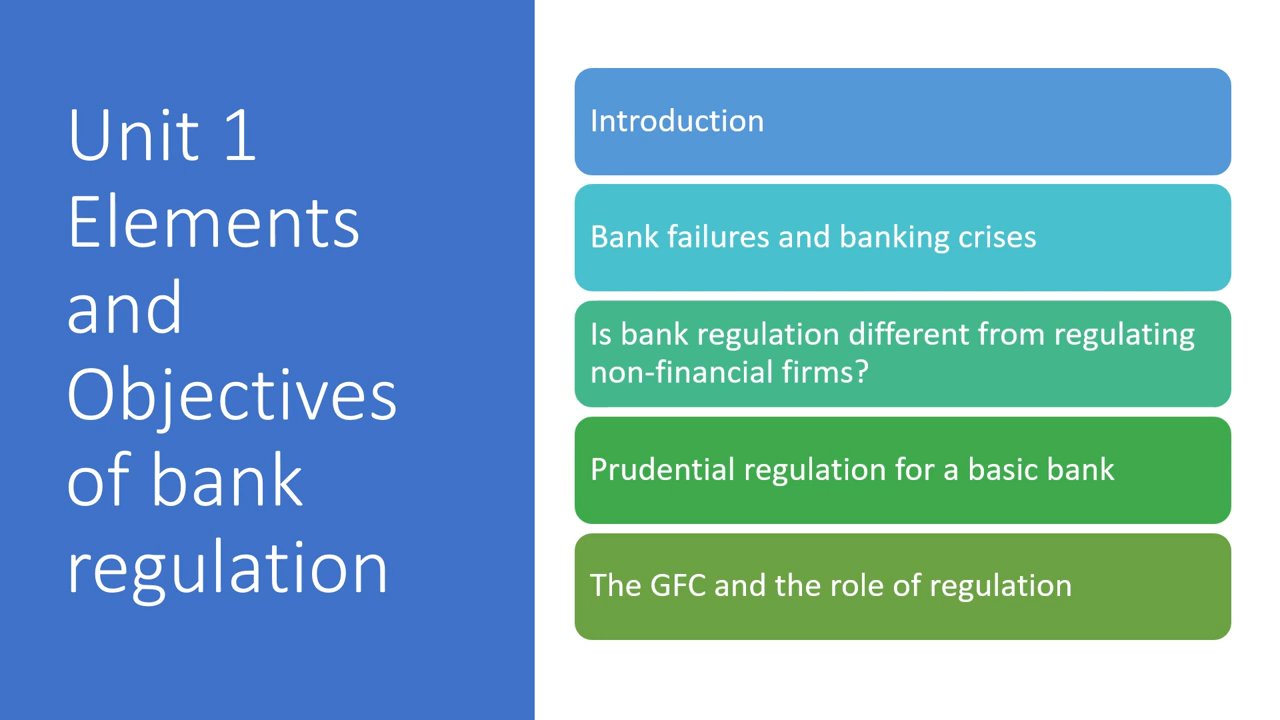 Unit 1
Elements
and
Objectives
of bank
regulation
Introduction
Bank failures and banking crises
Is bank regulation different from regulating
non-financial firms?
Prudential regulation for a basic bank
The GFC and the role of regulation